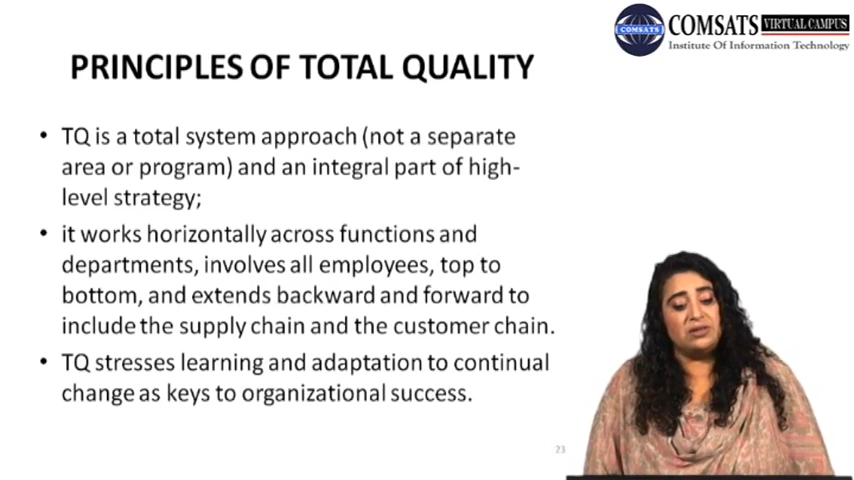 COMSATS VIRTUAL CAMPUS
COMSATS
Institute Of Information Technology
PRINCIPLES OF TOTAL QUALITY
• TQ is a total system approach (not a separate
area or program) and an integral part of high-
level strategy;
• it works horizontally across functions and
departments, involves all employees, top to
bottom, and extends backward and forward to
include the supply chain and the customer chain.
• TQ stresses learning and adaptation to continual
change as keys to organizational success.
23